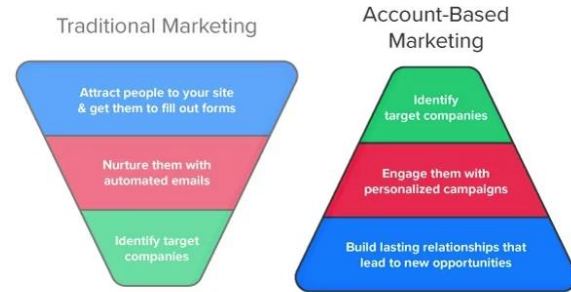 Traditional Marketing
Attract people to your site
& get them to fill out forms
Nurture them with
automated emails
Identify target
companies
Account-Based
Marketing
Identify
target companies
Engage them with
personalized campaigns
Build lasting relationships that
lead to new opportunities